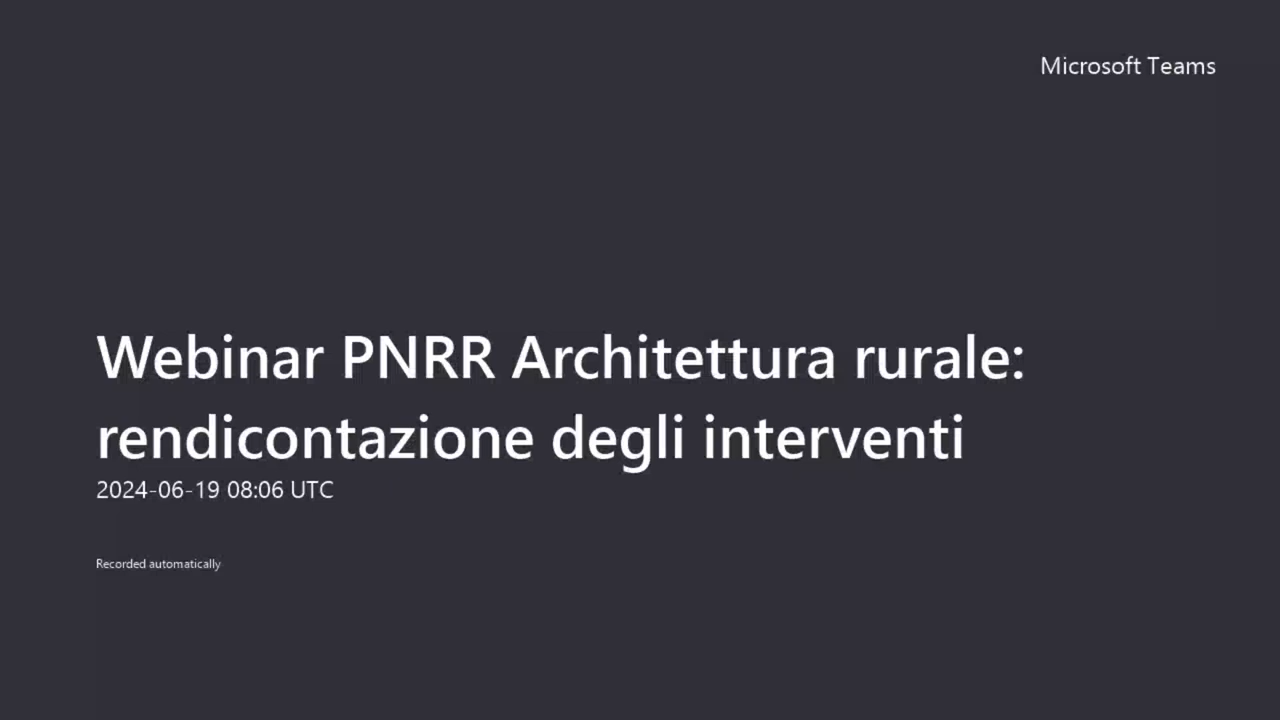 Microsoft Teams
Webinar PNRR Architettura rurale:
rendicontazione degli interventi
2024-06-19 08:06 UTC
Recorded automatically